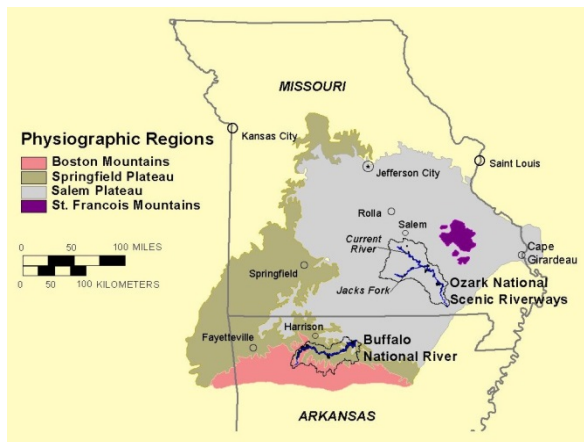 MISSOURI
Kansas City
Physiographic Regions
Boston Mountains
Springfield Plateau
Salem Plateau
St. Francois Mountains
Saint Louis
Jefferson City
Rolla
Salem
0 50 100 MILES
0 50 100 KILOMETERS
Current
River
Cape
Girardeau
Springfield
Jacks Fork
Ozark National
Scenic Riverways
Harrison
Fayetteville
Buffalo
National River
ARKANSAS